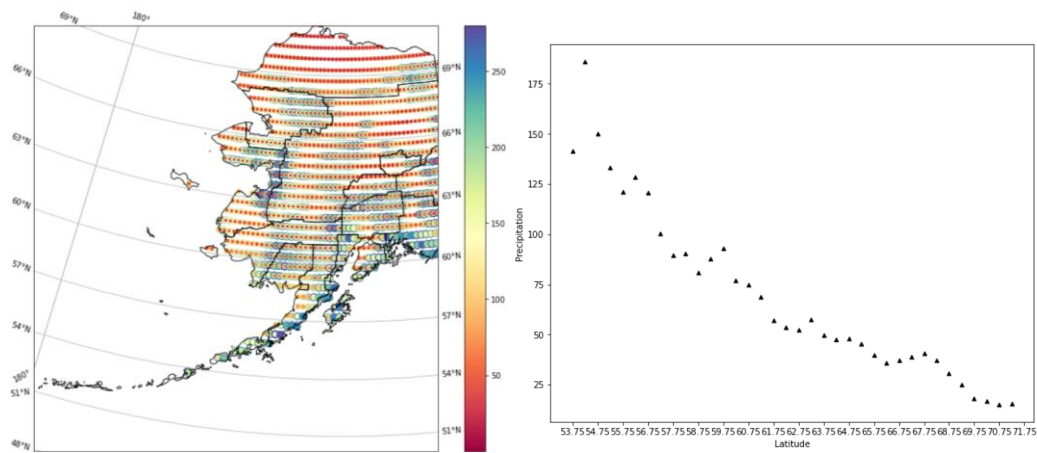 69°N 180°
66°N
63°N
60°N
57°N
54°N
180°
51°N
48°N
69°N
66°N
63°N
60°N
57°N
54°N
51°N
250
200
150
100
50
Precipitation
175
150
125
100
75
50
25
53.75 54.75 55.75 56.75 57.75 58.75 59.75 60.75 61.75 62.75 63.75 64.75 65.75 66.75 67.75 68.75 69.75 70.75 71.75
Latitude